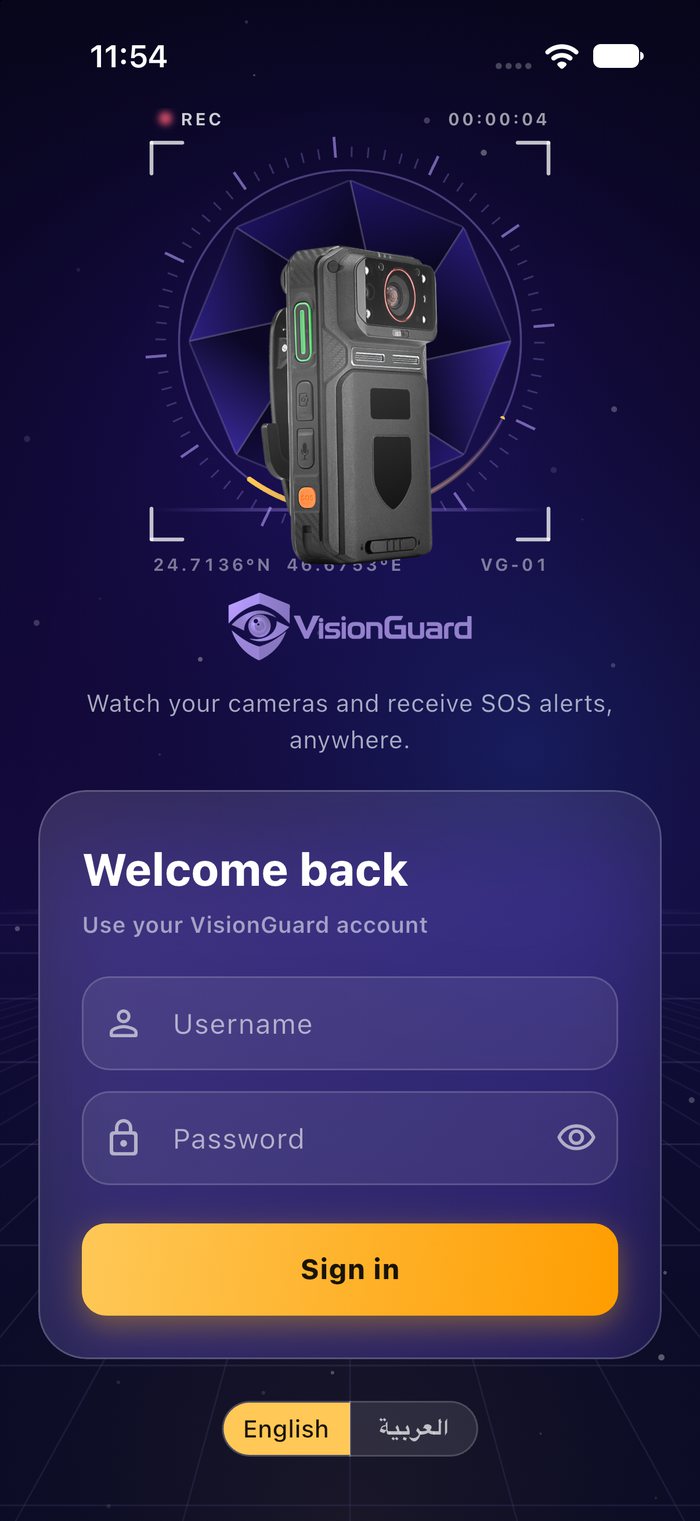 11:54
REC 00:00:04
SOS
24.7136°N 46.6753°E VG-01
VisionGuard
Watch your cameras and receive SOS alerts,
anywhere.
Welcome back
Use your VisionGuard account
Username
Password
Sign in
English العربية